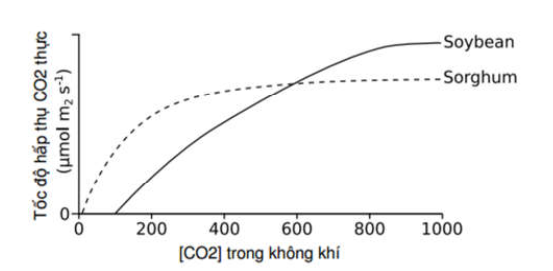 Tốc độ hấp thụ CO2 thực
(µmol m2 s-1)
Soybean
Sorghum
0
0 200 400 600 800 1000
[CO2] trong không khí